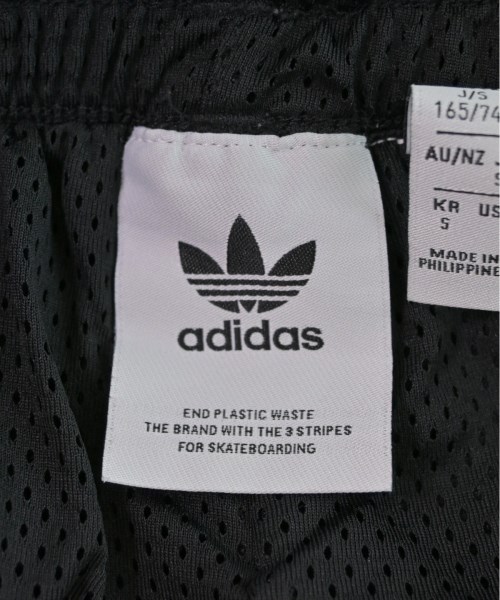 adidas
END PLASTIC WASTE
THE BRAND WITH THE 3 STRIPES
FOR SKATEBOARDING
J/S
165/74
AU/NZ
KR US
S
MADE IN
PHILIPPINE